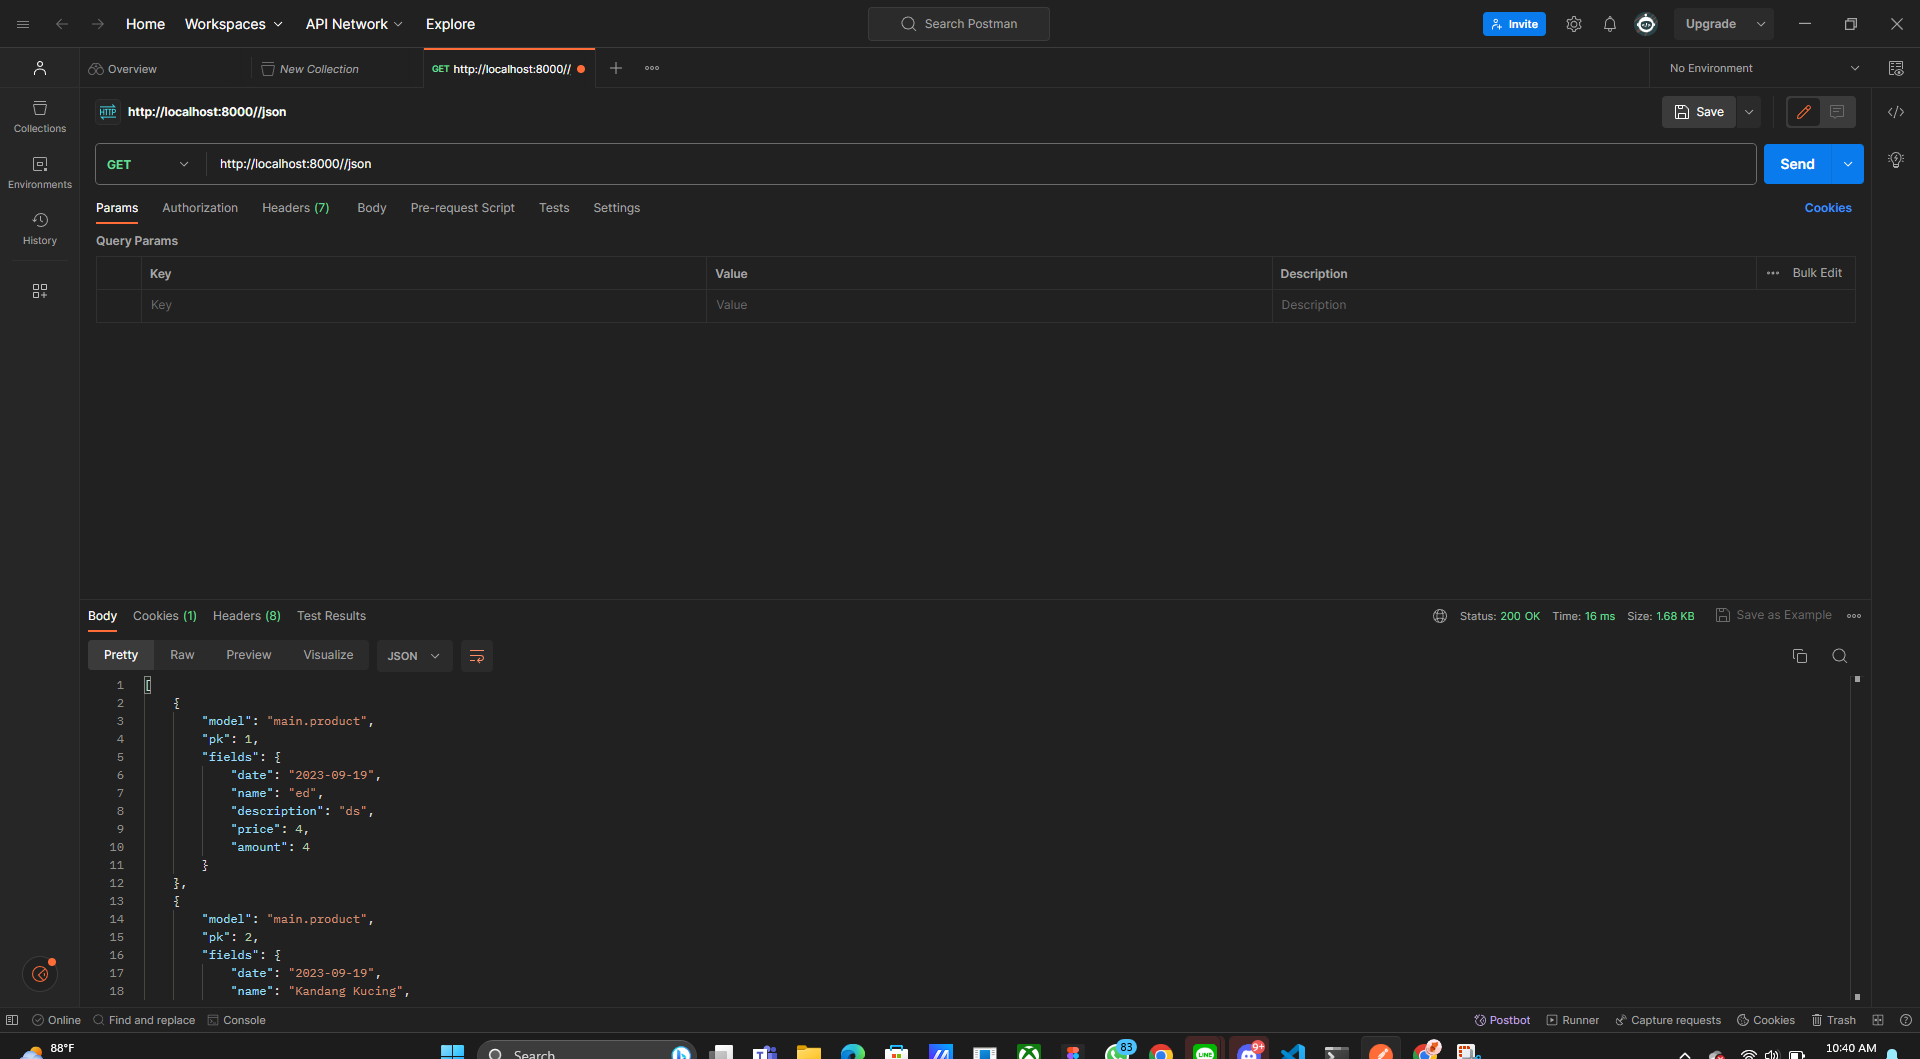 Home Workspaces API Network Explore Search Postman Invite Upgrade
Overview New Collection GET http://localhost:8000// No Environment
HTTP http://localhost:8000//json Save
Collections
GET http://localhost:8000//json Send
Environments
Params Authorization Headers (7) Body Pre-request Script Tests Settings Cookies
History
Query Params
Key Value Description Bulk Edit
Key Value Description
Body Cookies (1) Headers (8) Test Results Status: 200 OK Time: 16 ms Size: 1.68 KB Save as Example
Pretty Raw Preview Visualize JSON
1 [
2 {
3 "model": "main.product",
4 "pk": 1,
5 "fields": {
6 "date": "2023-09-19",
7 "name": "ed",
8 "description": "ds",
9 "price": 4,
10 "amount": 4
11 }
12 },
13 {
14 "model": "main.product",
15 "pk": 2,
16 "fields": {
17 "date": "2023-09-19",
18 "name": "Kandang Kucing",
Online Find and replace Console Postbot Runner Capture requests Cookies Trash
88°F Search 83 LINE 9+ 10:40 AM